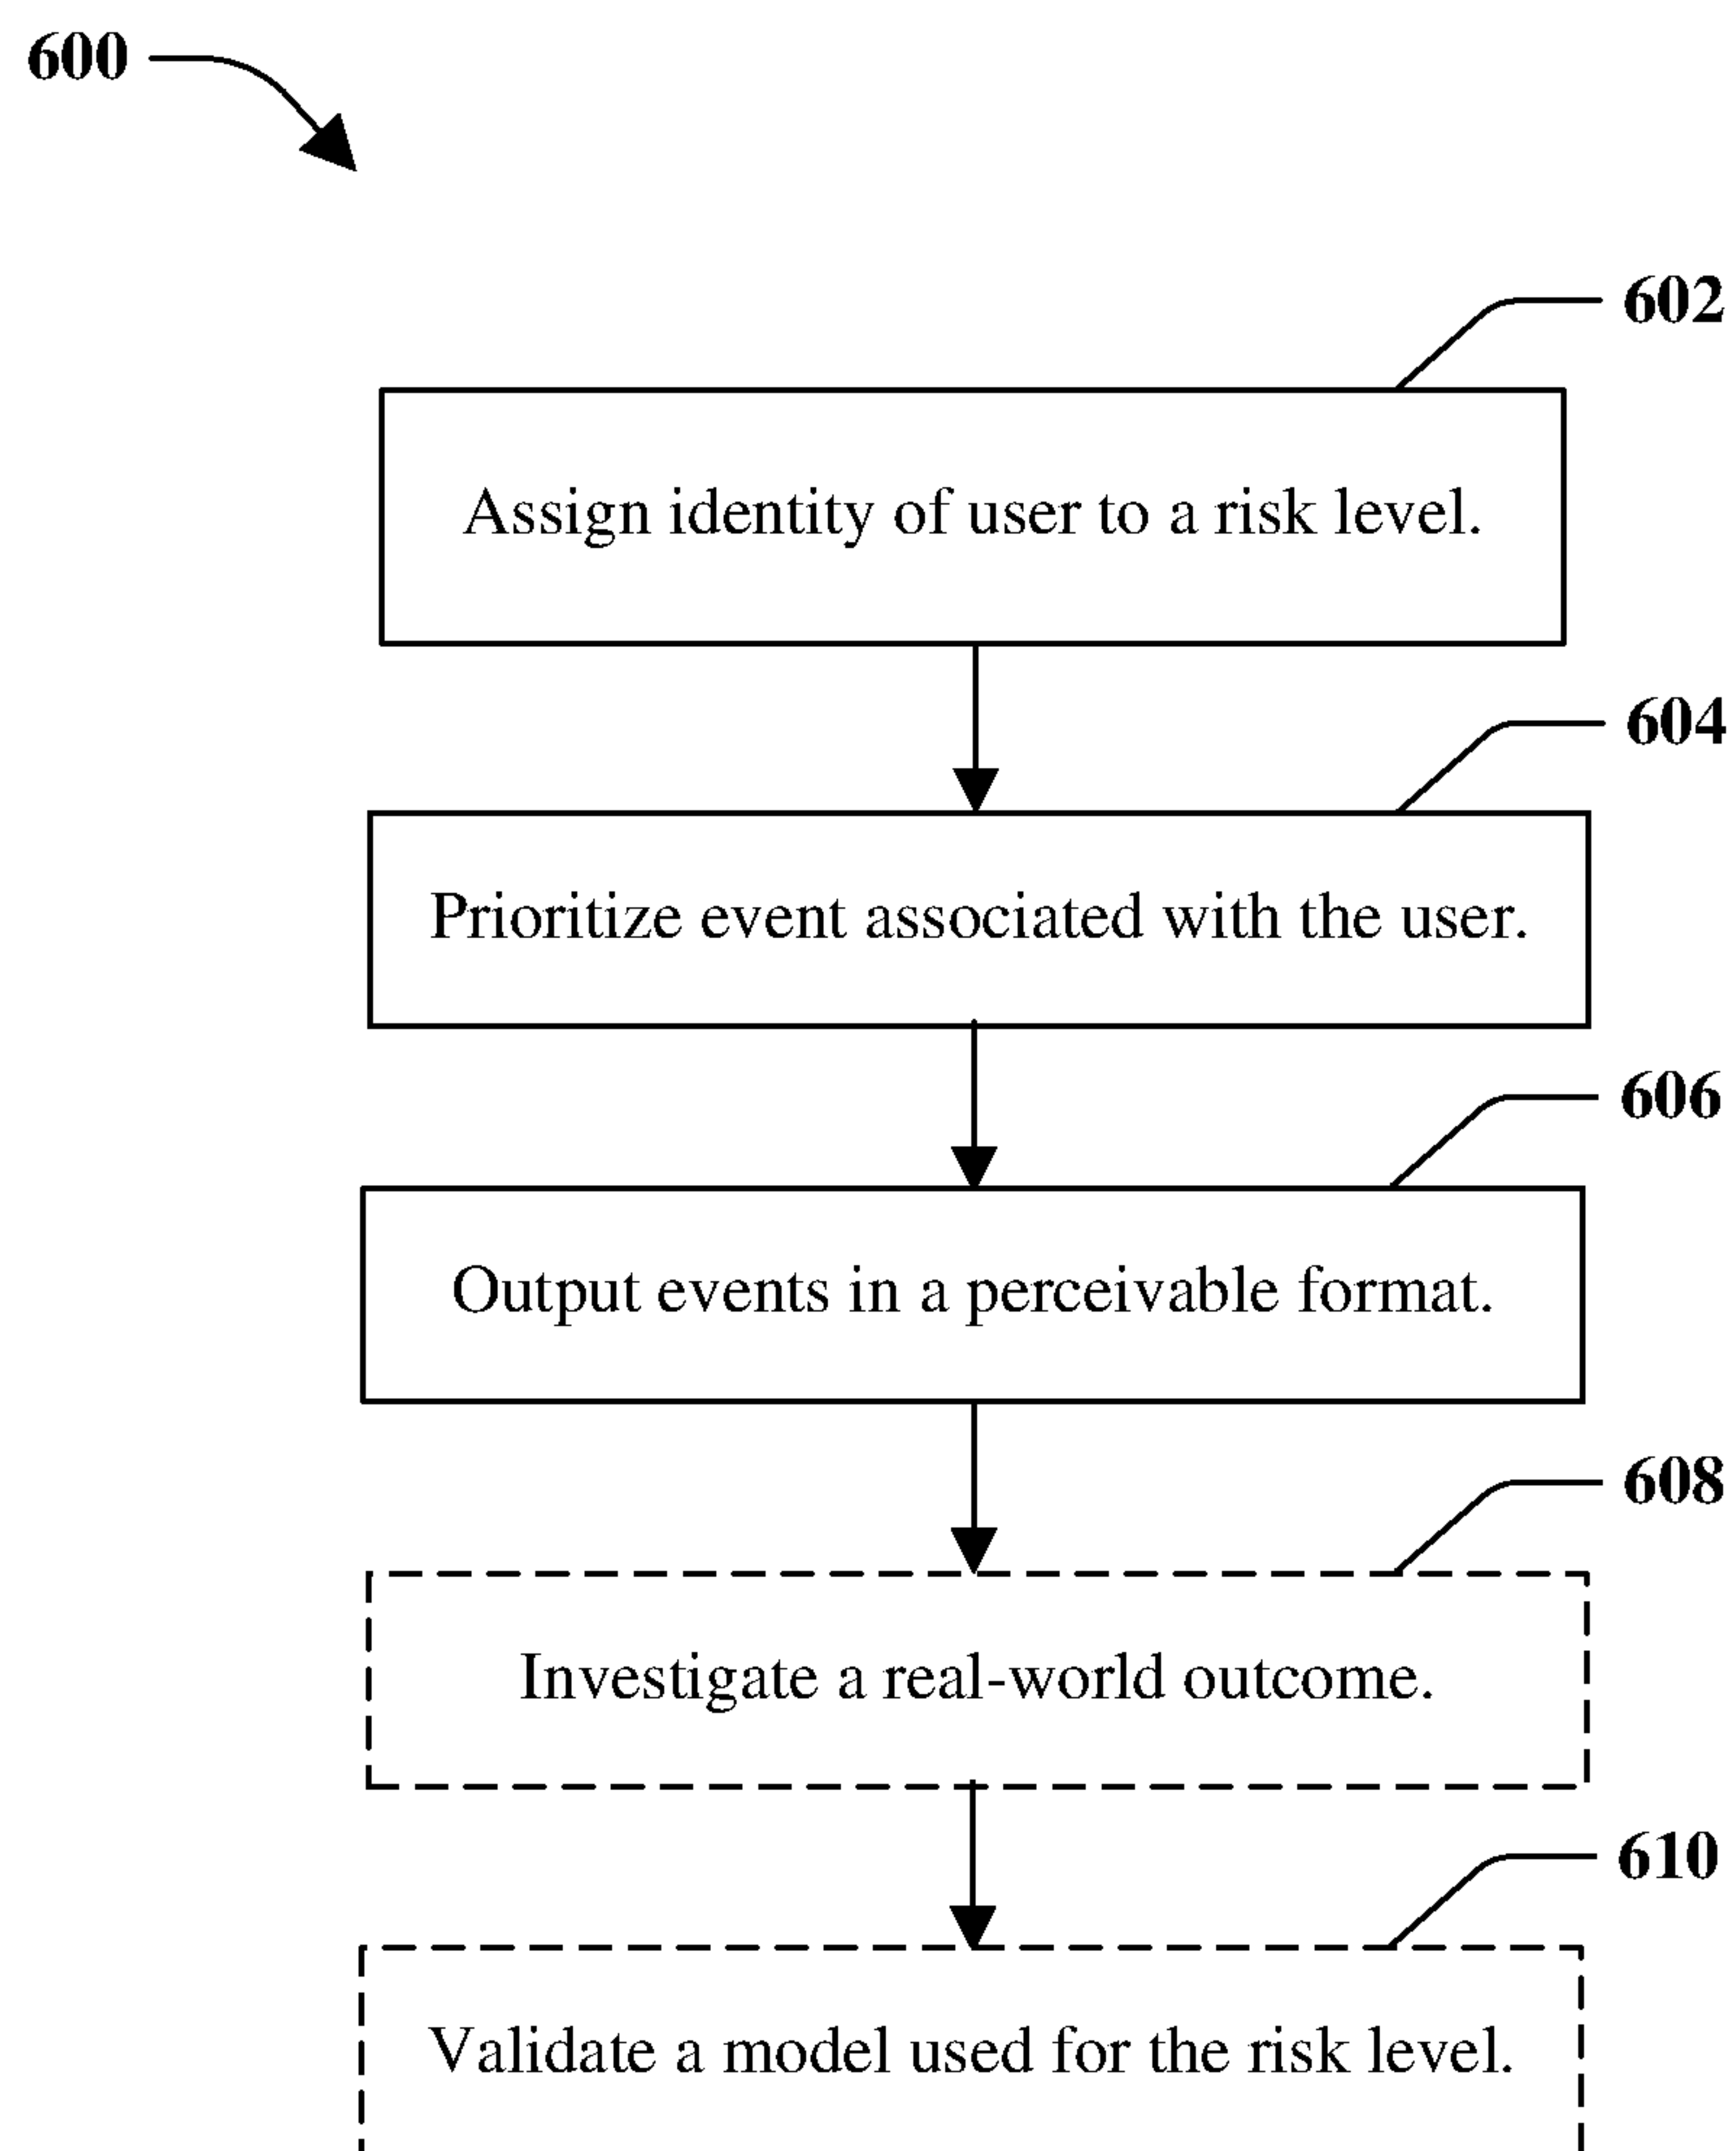 600
602
Assign identity of user to a risk level.
604
Prioritize event associated with the user.
606
Output events in a perceivable format.
608
Investigate a real-world outcome.
610
Validate a model used for the risk level.